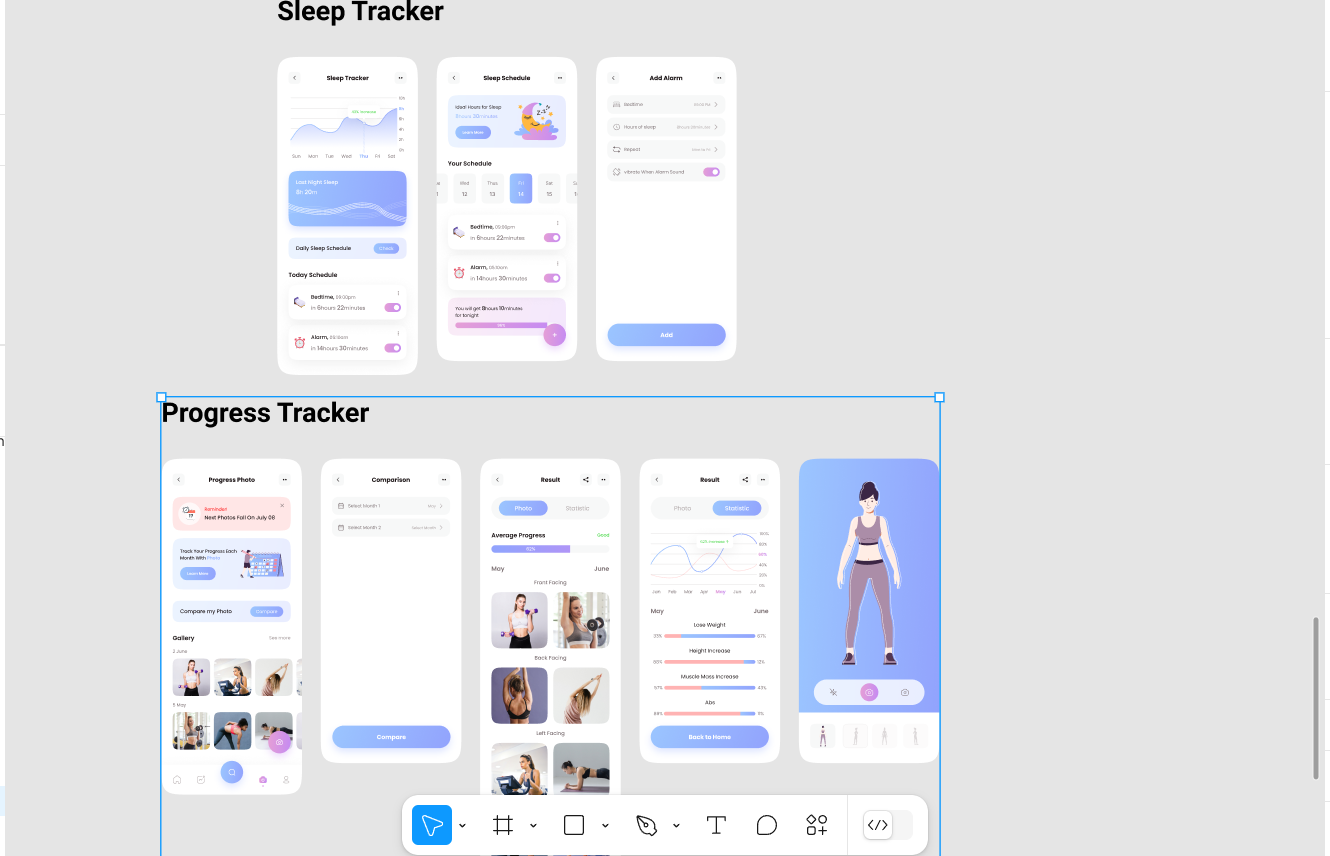 Sleep Tracker
Sleep Tracker
10h
8h
6h
4h
2h
0h
Sun Mon Tue Wed Thu Fri Sat
Last Night Sleep
8h 20m
Daily Sleep Schedule
Check
Today Schedule
Bedtime, 09:00pm
in 6hours 22minutes
Alarm, 05:10am
in 14hours 30minutes
Sleep Schedule
Ideal Hours for Sleep
8hours 30minutes
Learn More
Your Schedule
Wed Thus Fri Sat
12 13 14 15
Bedtime, 09:00pm
in 6hours 22minutes
Alarm, 05:10am
in 14hours 30minutes
You will get 8hours 10minutes
for tonight
Add Alarm
Bedtime
Hours of sleep
Repeat
vibrate When Alarm Sound
Add
Progress Tracker
Progress Photo
Reminder!
Next Photos Fall On July 08
Track Your Progress Each
Month With Photo
Learn More
Compare my Photo
Compare
Gallery
See more
2 June
5 May
Comparison
Select Month 1
May
Select Month 2
Select Month
Compare
Result
Photo
Statistic
Average Progress
Good
62%
May
June
Front Facing
Back Facing
Left Facing
Result
Photo
Statistic
100%
80%
60%
40%
20%
0%
Jan Feb Mar Apr May Jun Jul
May
June
Lose Weight
33%
67%
Height Increase
88%
12%
Muscle Mass Increase
57%
43%
Abs
Back to Home